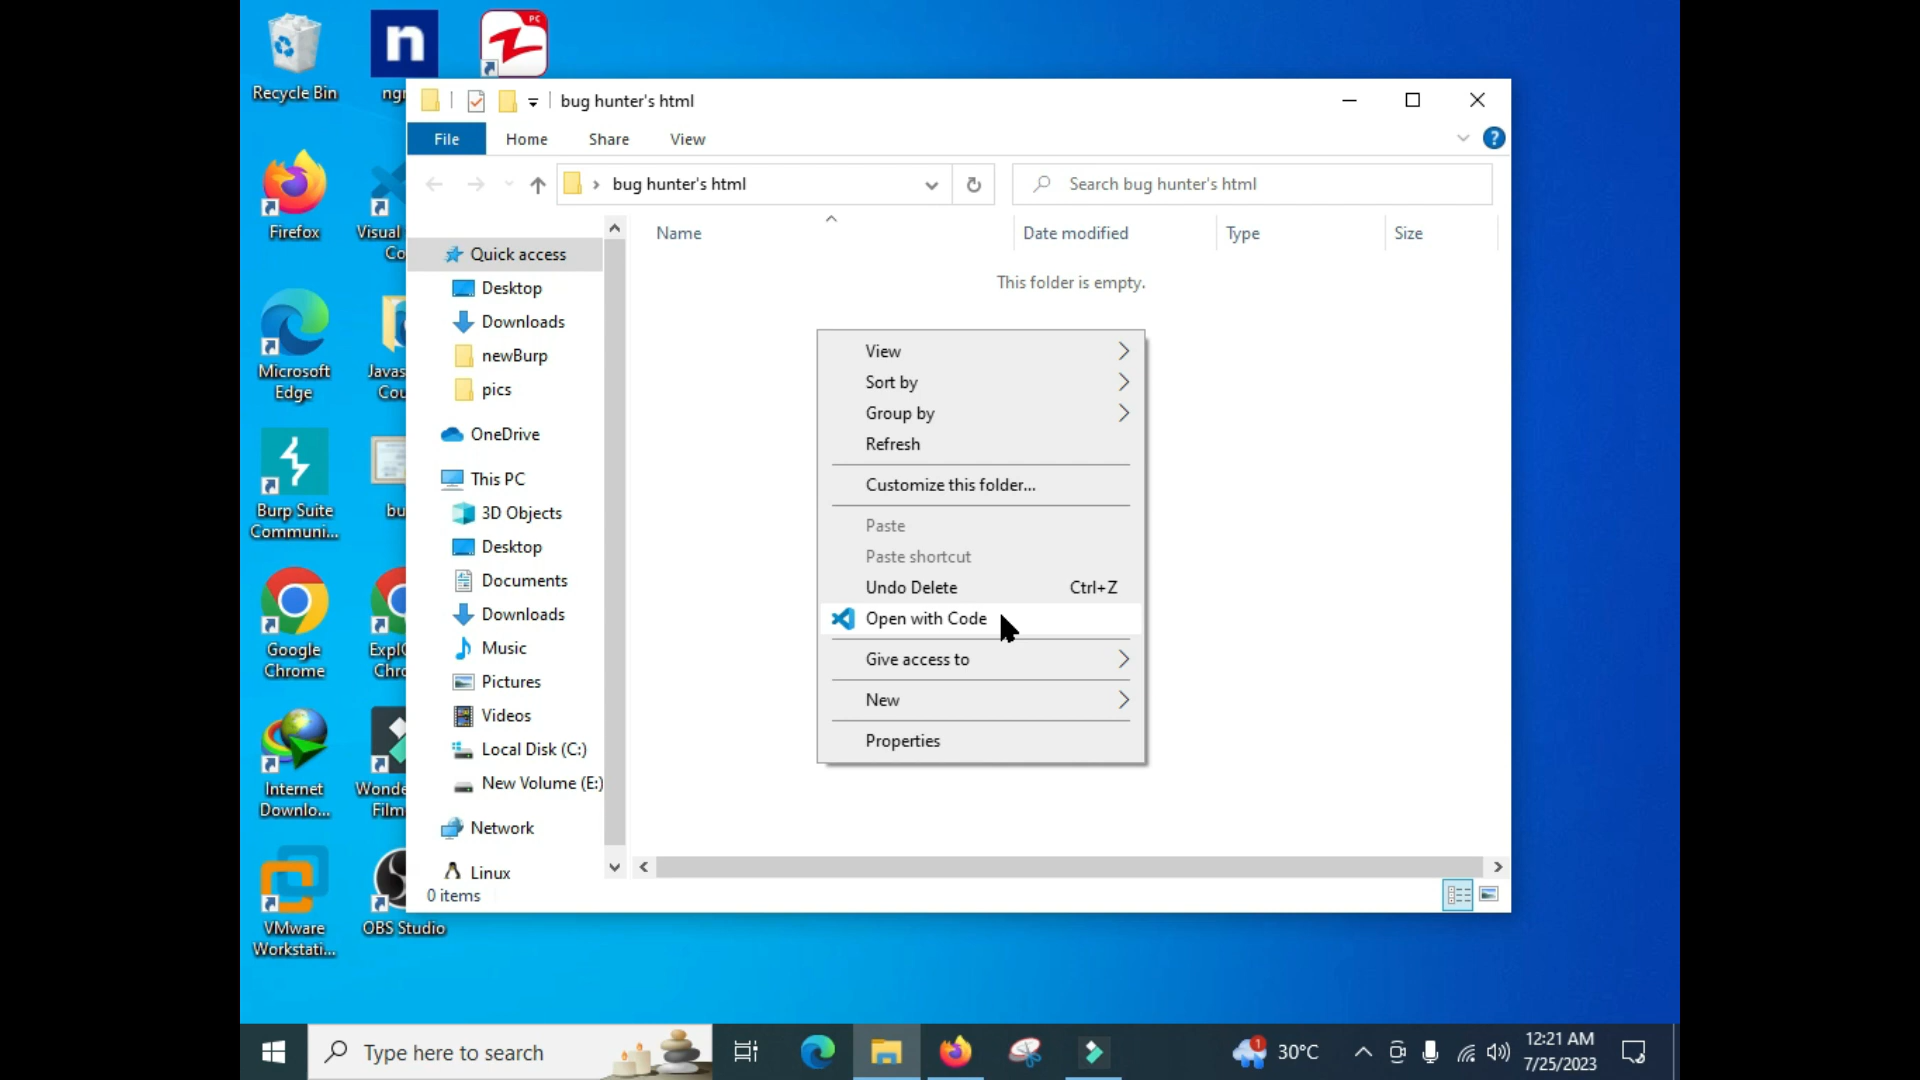 Recycle Bin
ngr
PC
Firefox
Visual
Co
Microsoft
Edge
Javas
Cou
Burp Suite
Communi...
bu
Google
Chrome
Expl
Chr
Internet
Downlo...
Wonde
Film
VMware
Workstati...
OBS Studio
bug hunter's html
File
Home
Share
View
bug hunter's html
Search bug hunter's html
Name
Date modified
Type
Size
This folder is empty.
Quick access
Desktop
Downloads
newBurp
pics
OneDrive
This PC
3D Objects
Desktop
Documents
Downloads
Music
Pictures
Videos
Local Disk (C:)
New Volume (E:)
Network
Linux
0 items
View
Sort by
Group by
Refresh
Customize this folder...
Paste
Paste shortcut
Undo Delete Ctrl+Z
Open with Code
Give access to
New
Properties
Type here to search
1
30°C
12:21 AM
7/25/2023